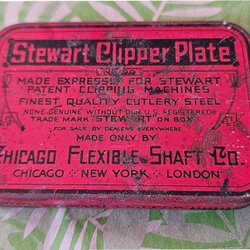 Stewart Clipper Plate
MADE EXPRESSLY FOR STEWART
PATENT CLIPPING MACHINES
FINEST QUALITY CUTLERY STEEL
NONE GENUINE WITHOUT OUR U.S. REGISTERED
TRADE MARK "STEWART" ON BOX
FOR SALE BY DEALERS EVERYWHERE
MADE ONLY BY
CHICAGO FLEXIBLE SHAFT CO.
CHICAGO · NEW YORK · LONDON